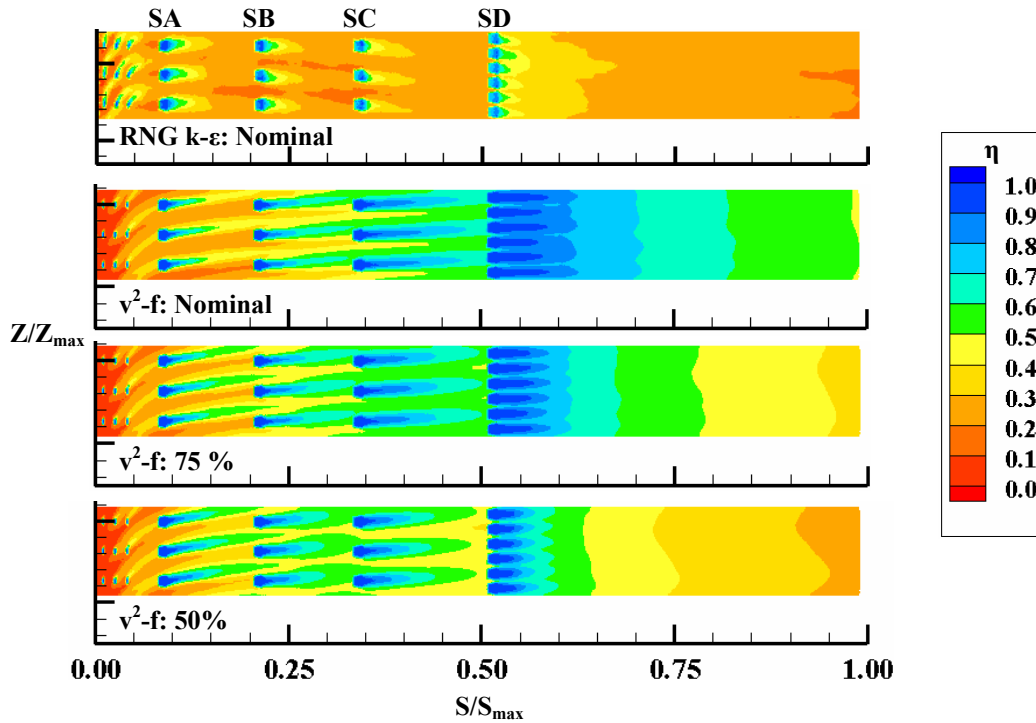 SA SB SC SD
RNG k-ε: Nominal
v²-f: Nominal
Z/Zmax
v²-f: 75 %
v²-f: 50%
0.00 0.25 0.50 0.75 1.00
S/Smax
η
1.0
0.9
0.8
0.7
0.6
0.5
0.4
0.3
0.2
0.1
0.0